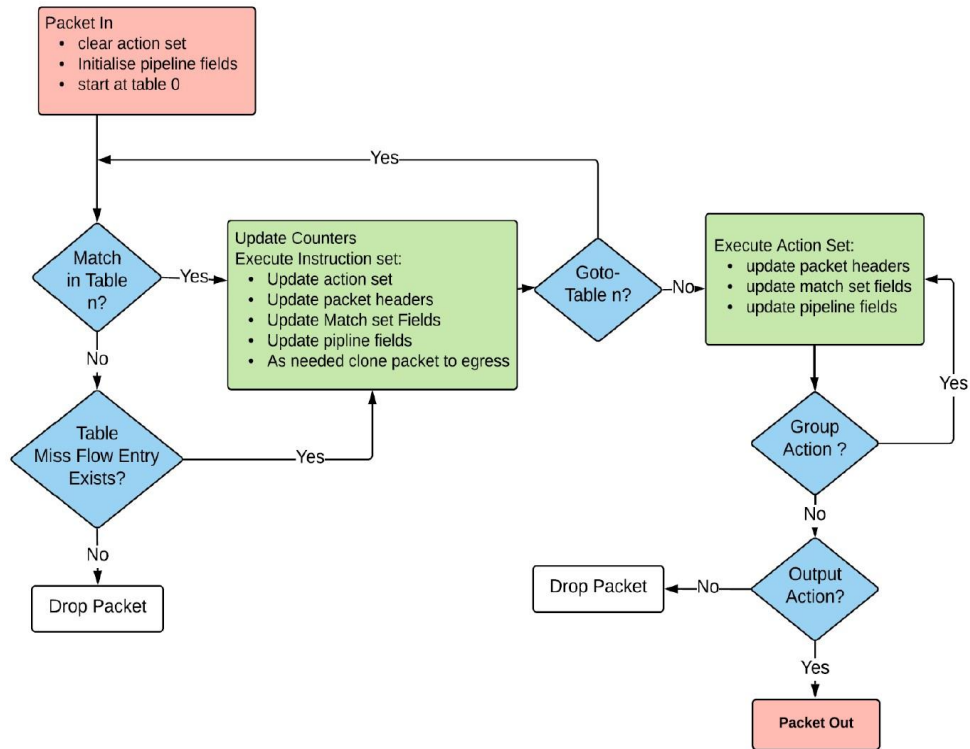 Packet In
• clear action set
• Initialise pipeline fields
• start at table 0
Yes
Match
in Table
n?
Yes
Update Counters
Execute Instruction set:
• Update action set
• Update packet headers
• Update Match set Fields
• Update pipline fields
• As needed clone packet to egress
Goto-
Table n?
No
Execute Action Set:
• update packet headers
• update match set fields
• update pipeline fields
No
Yes
Table
Miss Flow Entry
Exists?
Yes
Group
Action ?
No
No
Drop Packet
Drop Packet
No
Output
Action?
Yes
Packet Out